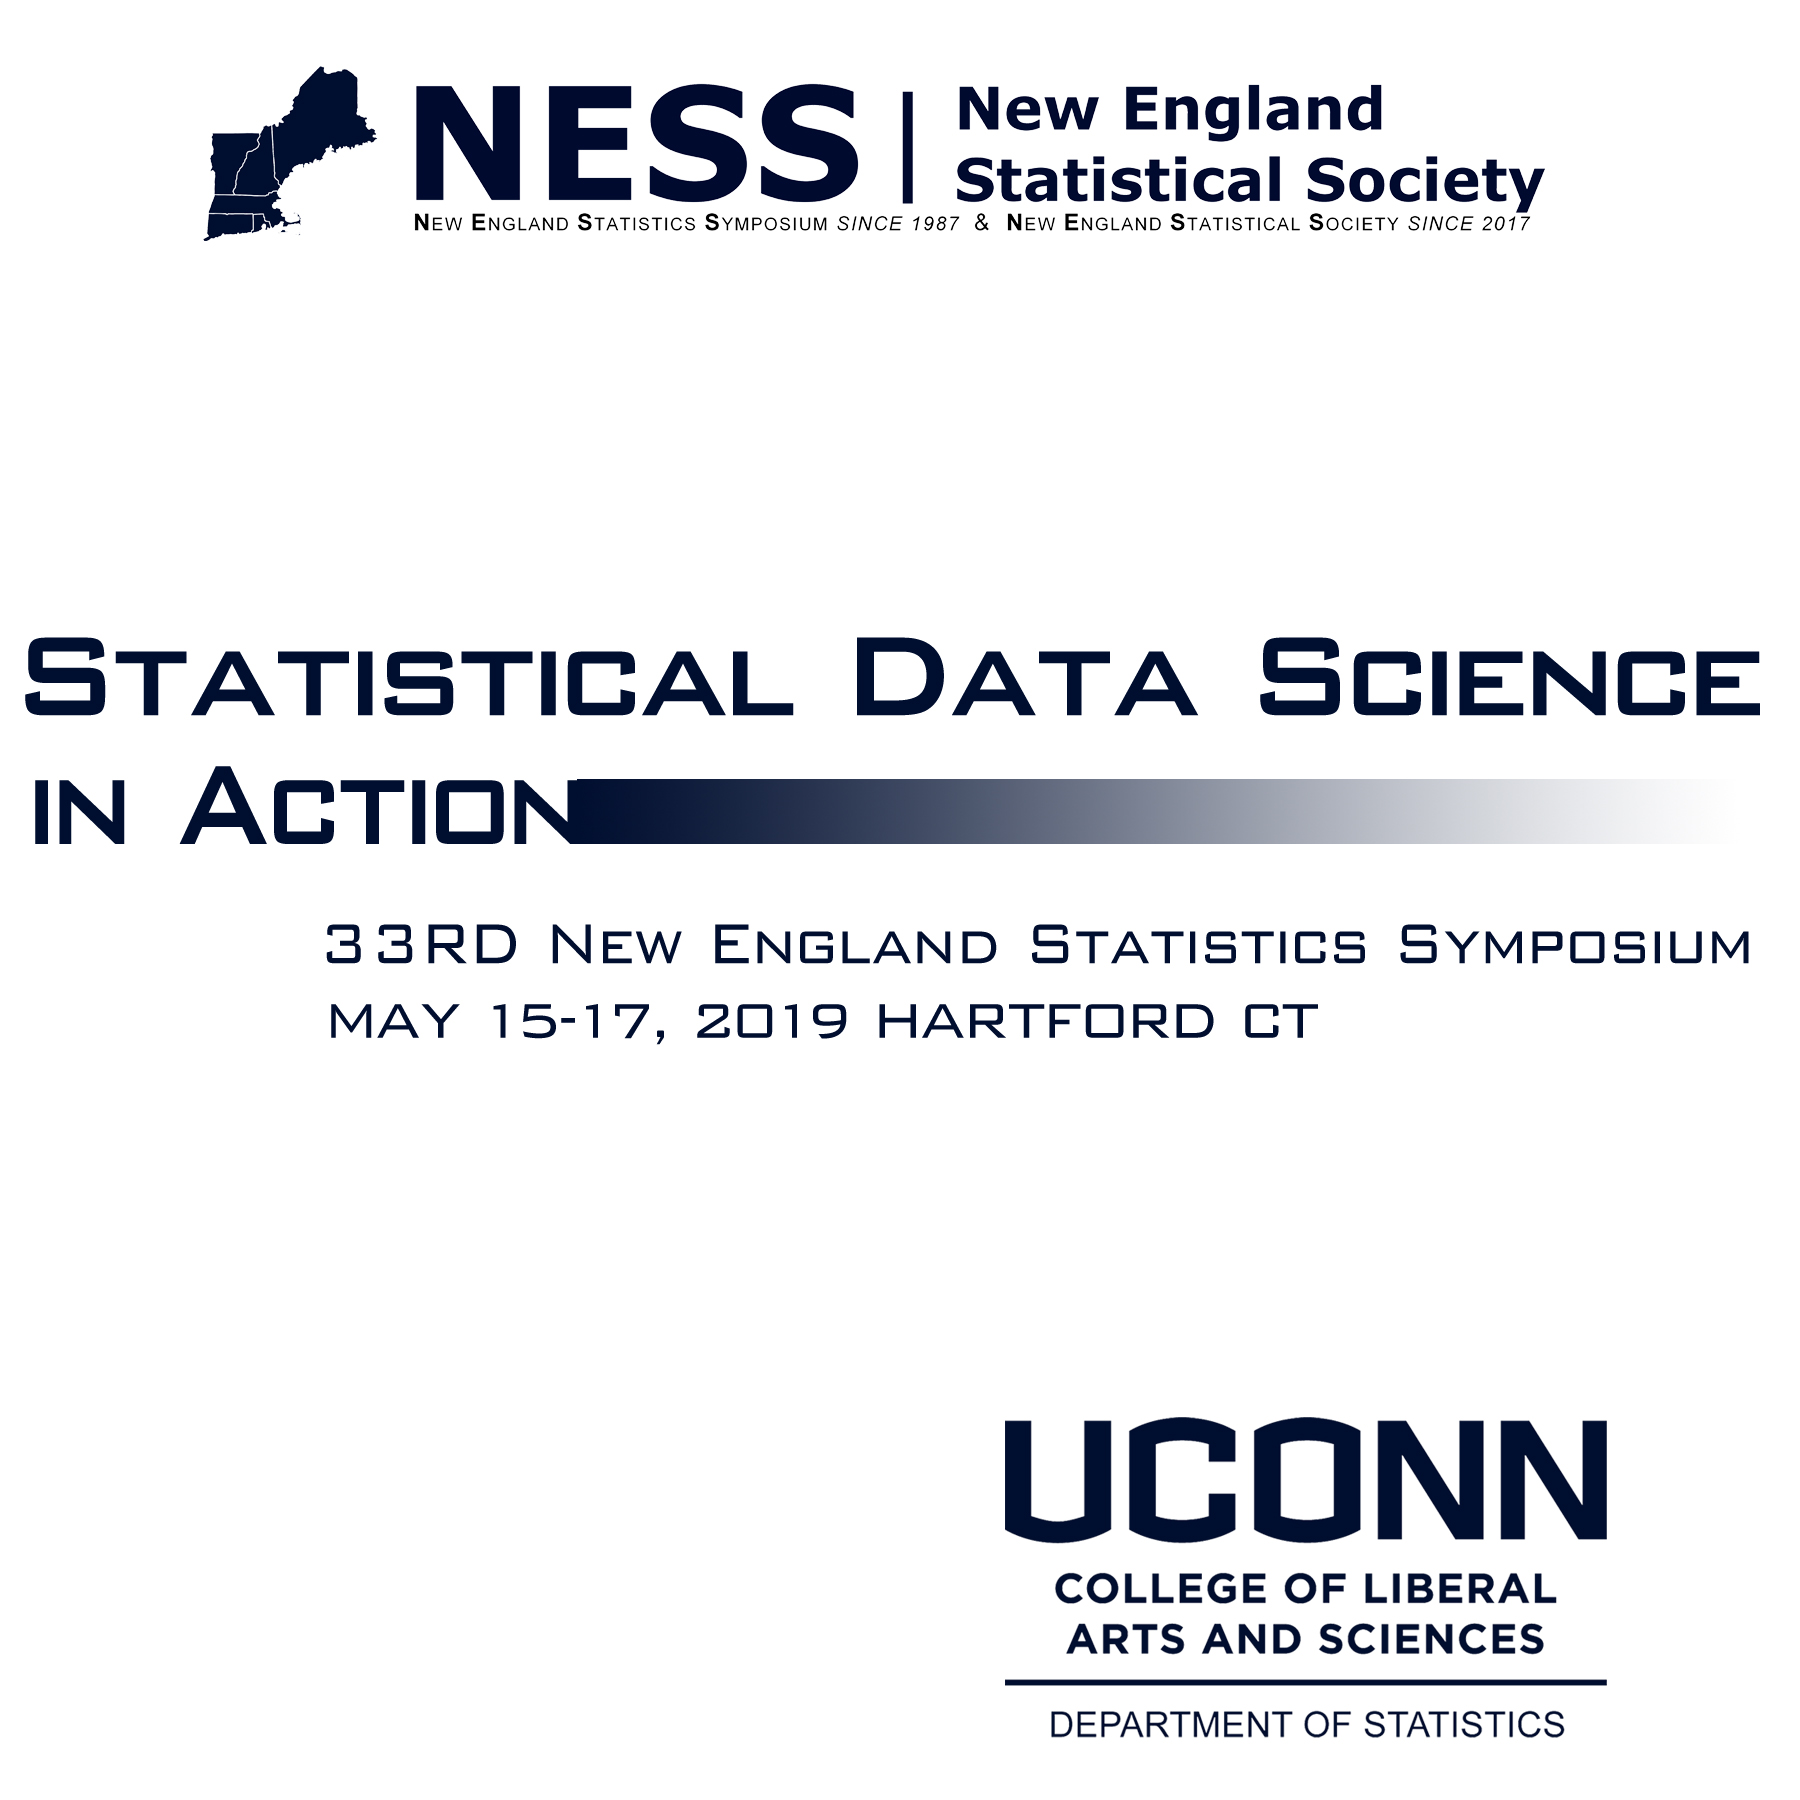 NESS
New England
Statistical Society
New England Statistics Symposium SINCE 1987 & New England Statistical Society SINCE 2017
Statistical Data Science
in Action
33RD New England Statistics Symposium
MAY 15-17, 2019 HARTFORD CT
UCONN
COLLEGE OF LIBERAL
ARTS AND SCIENCES
DEPARTMENT OF STATISTICS